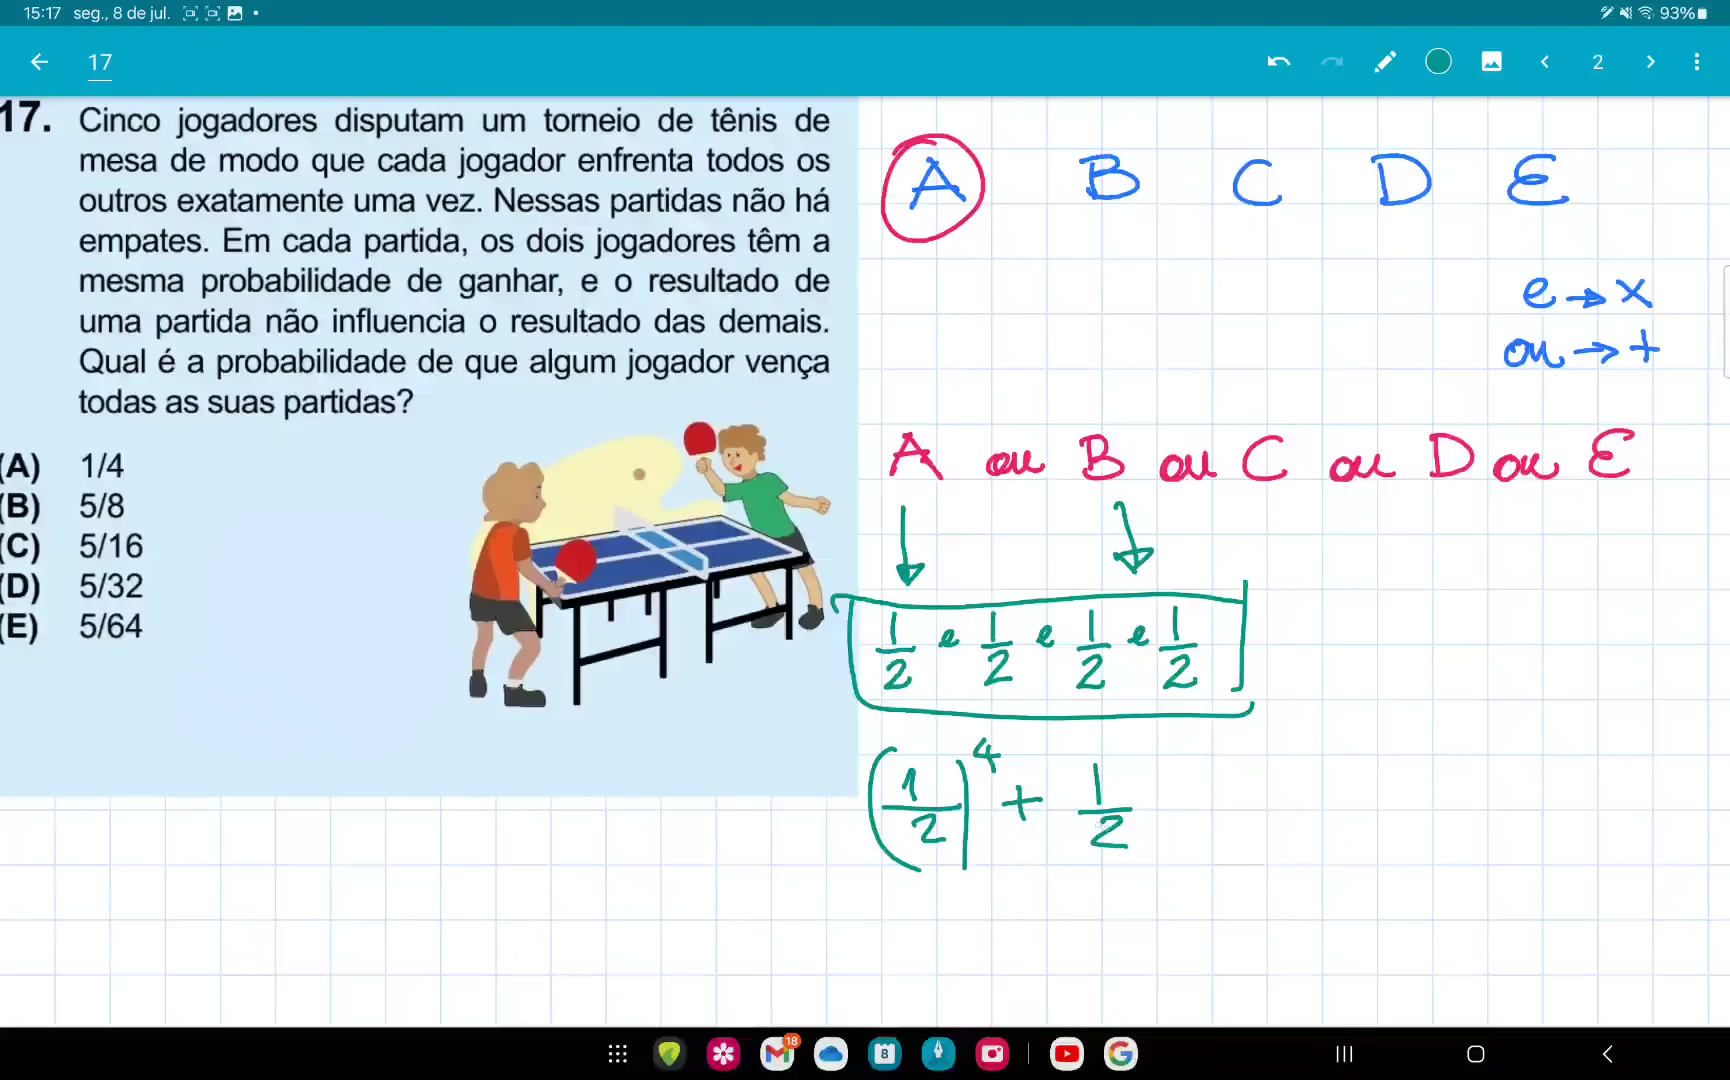 15:17 seg., 8 de jul.
93%
17
2
17. Cinco jogadores disputam um torneio de tênis de
mesa de modo que cada jogador enfrenta todos os
outros exatamente uma vez. Nessas partidas não há
empates. Em cada partida, os dois jogadores têm a
mesma probabilidade de ganhar, e o resultado de
uma partida não influencia o resultado das demais.
Qual é a probabilidade de que algum jogador vença
todas as suas partidas?
(A) 1/4
(B) 5/8
(C) 5/16
(D) 5/32
(E) 5/64
A B C D E
e → x
ou → +
A ou B ou C ou D ou E
1/2 e 1/2 e 1/2 e 1/2
(1/2)^4 + 1/2
18
8